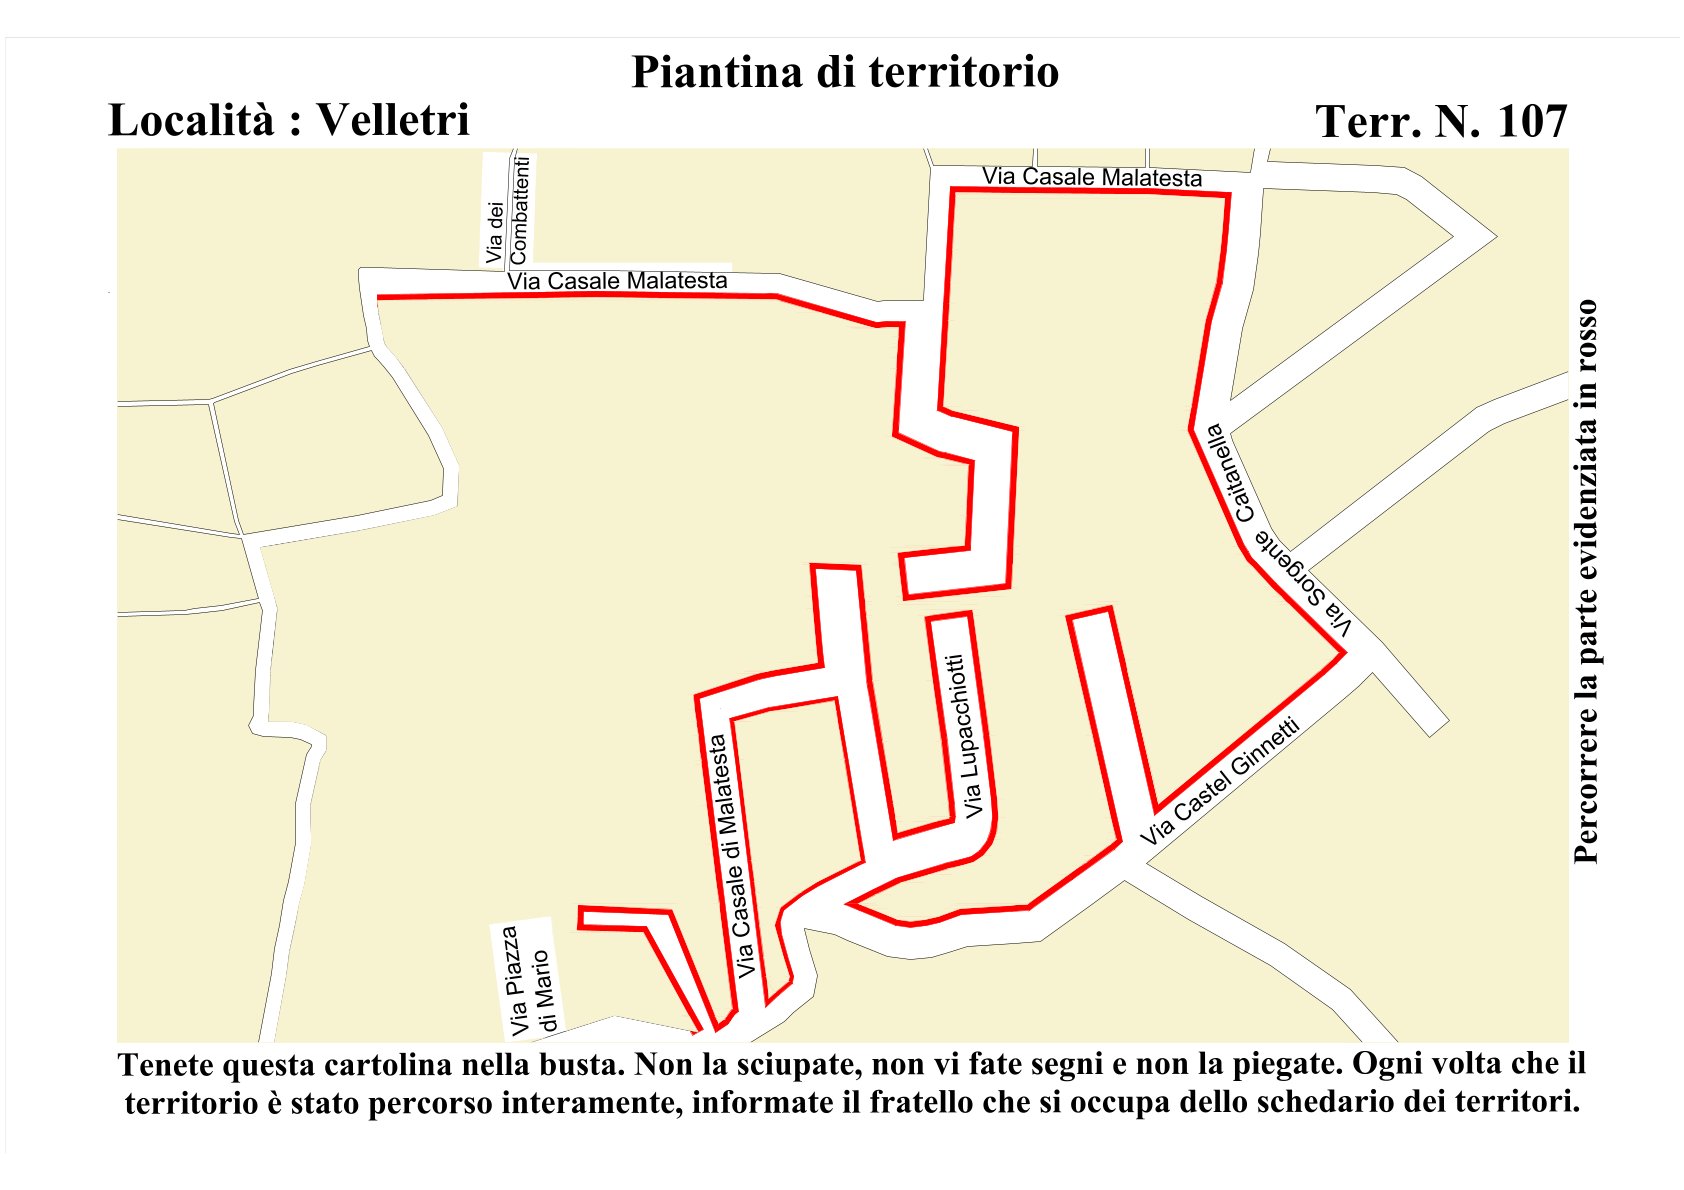 Piantina di territorio
Località : Velletri
Terr. N. 107
Via dei
Combattenti
Via Casale Malatesta
Via Casale Malatesta
Via Sorgente Caitanella
Percorrere la parte evidenziata in rosso
Via Lupacchiotti
Via Castel Ginnetti
Via Casale di Malatesta
Via Piazza
di Mario
Tenete questa cartolina nella busta. Non la sciupate, non vi fate segni e non la piegate. Ogni volta che il
territorio è stato percorso interamente, informate il fratello che si occupa dello schedario dei territori.